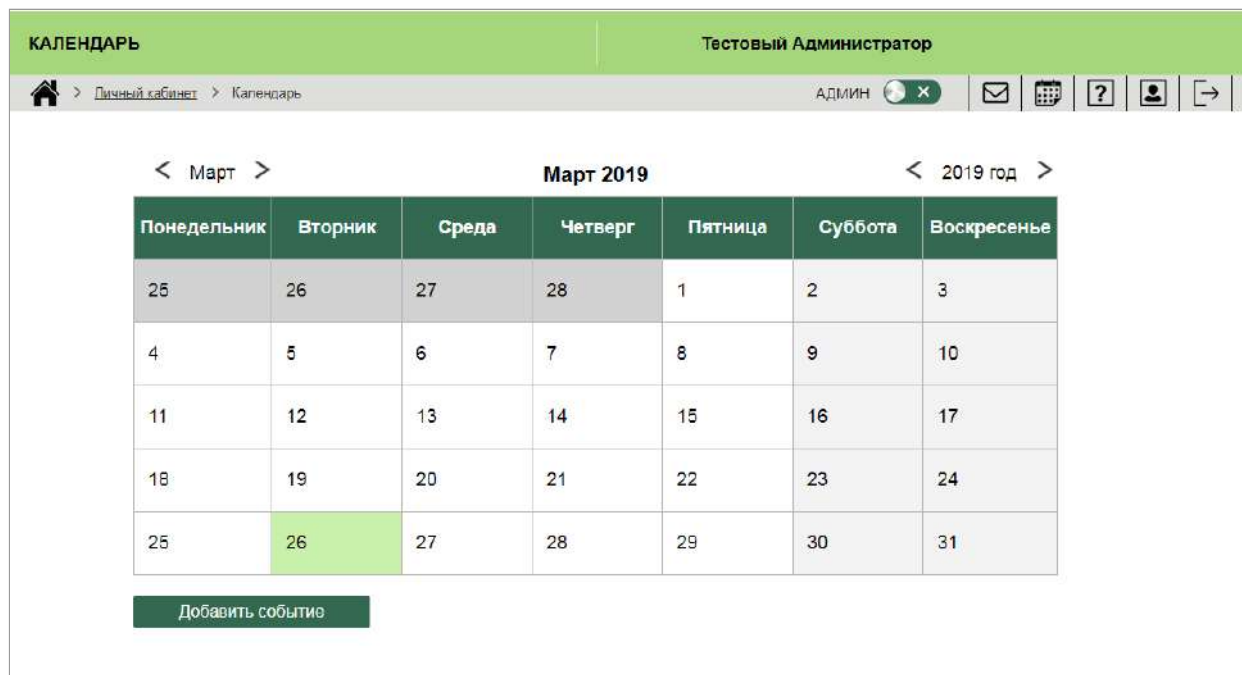 КАЛЕНДАРЬ Тестовый Администратор
> Личный кабинет > Календарь АДМИН
< Март > Март 2019 < 2019 год >
Понедельник Вторник Среда Четверг Пятница Суббота Воскресенье
25 26 27 28 1 2 3
4 5 6 7 8 9 10
11 12 13 14 15 16 17
18 19 20 21 22 23 24
25 26 27 28 29 30 31
Добавить событие